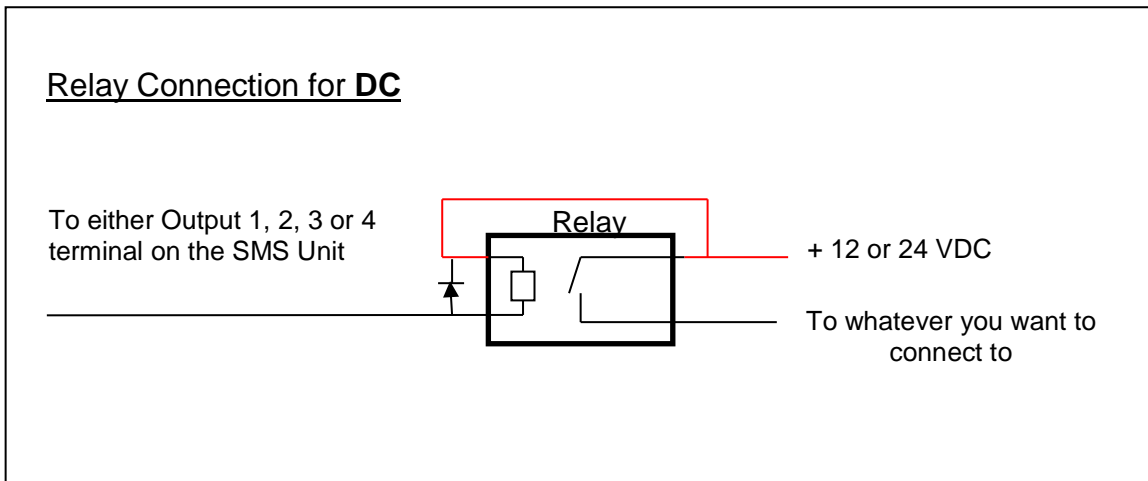 Relay Connection for DC
To either Output 1, 2, 3 or 4
terminal on the SMS Unit
Relay
+ 12 or 24 VDC
To whatever you want to
connect to